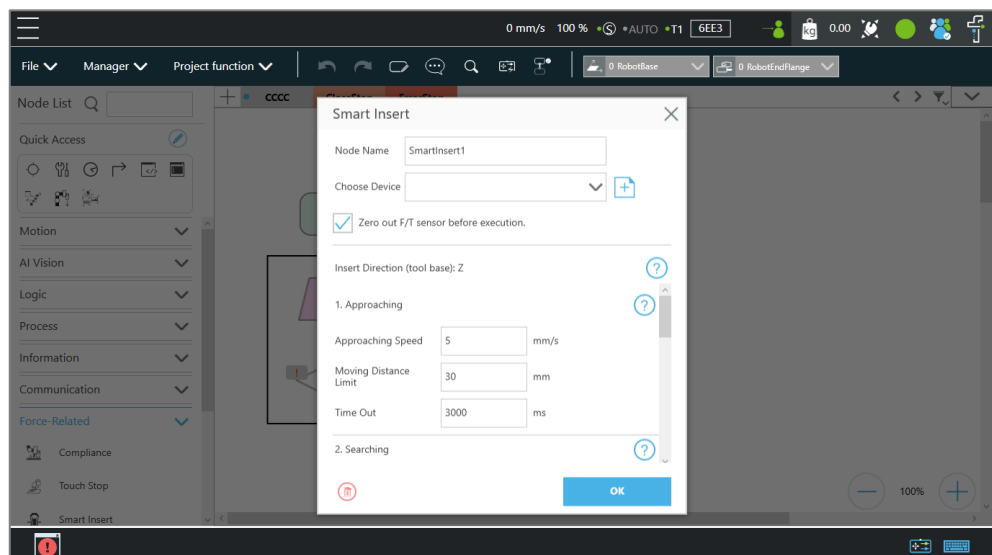 0 mm/s 100 % S AUTO T1 6EE3 kg 0.00
File Manager Project function 0 RobotBase 0 RobotEndFlange
Node List
cccc
Smart Insert
Quick Access
Node Name SmartInsert1
Choose Device
Zero out F/T sensor before execution.
Motion
AI Vision
Insert Direction (tool base): Z ?
Logic
1. Approaching ?
Process
Approaching Speed 5 mm/s
Information
Moving Distance
Limit 30 mm
Communication
Time Out 3000 ms
Force-Related
2. Searching ?
Compliance
Touch Stop
OK
100%
Smart Insert